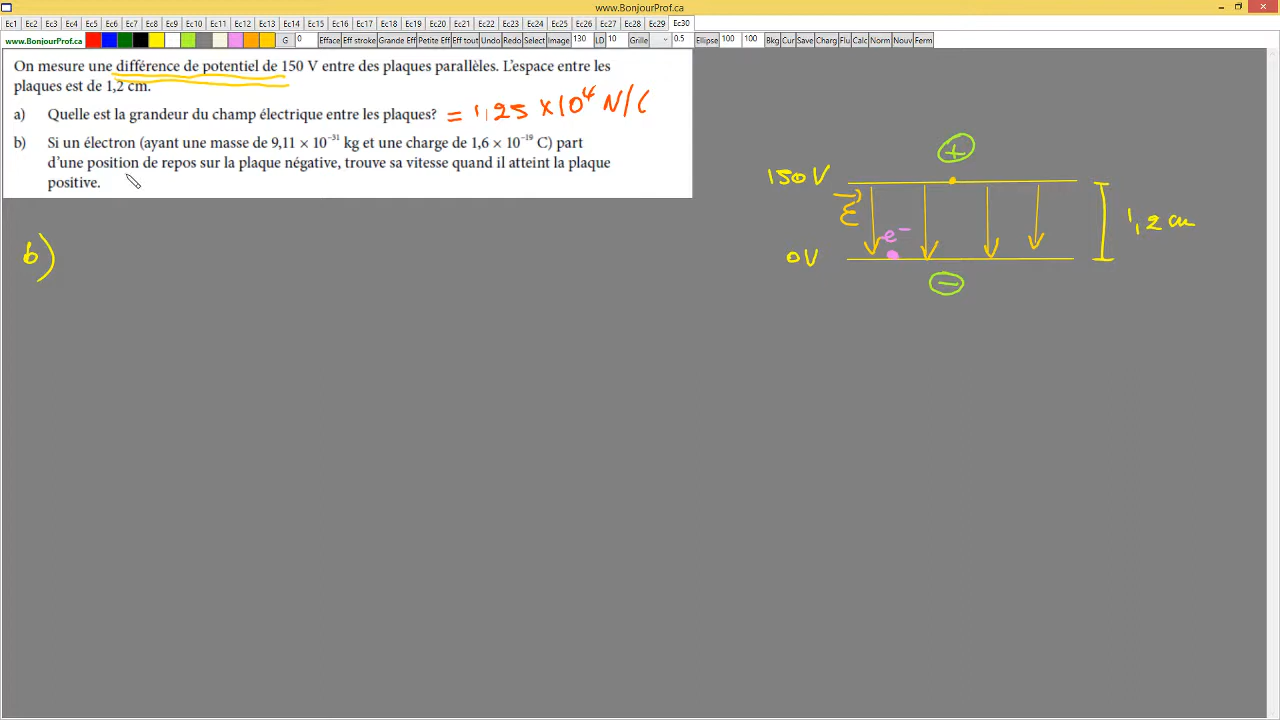 www.BonjourProf.ca
Ec1 Ec2 Ec3 Ec4 Ec5 Ec6 Ec7 Ec8 Ec9 Ec10 Ec11 Ec12 Ec13 Ec14 Ec15 Ec16 Ec17 Ec18 Ec19 Ec20 Ec21 Ec22 Ec23 Ec24 Ec25 Ec26 Ec27 Ec28 Ec29 Ec30
www.BonjourProf.ca G 0 Efface Eff stroke Grande Eff Petite Eff Eff tout Undo Redo Select Image 130 LD 10 Grille 0.5 Ellipse 100 100 Bkg Cur Save Charg Flu Calc Norm Nouv Ferm
On mesure une différence de potentiel de 150 V entre des plaques parallèles. L'espace entre les
plaques est de 1,2 cm.
a) Quelle est la grandeur du champ électrique entre les plaques? = 1,25 × 10⁴ N/C
b) Si un électron (ayant une masse de 9,11 × 10⁻³¹ kg et une charge de 1,6 × 10⁻¹⁹ C) part
d'une position de repos sur la plaque négative, trouve sa vitesse quand il atteint la plaque
positive.
+
150 V
ε⃗
1,2 cm
e⁻
0V
−
b)